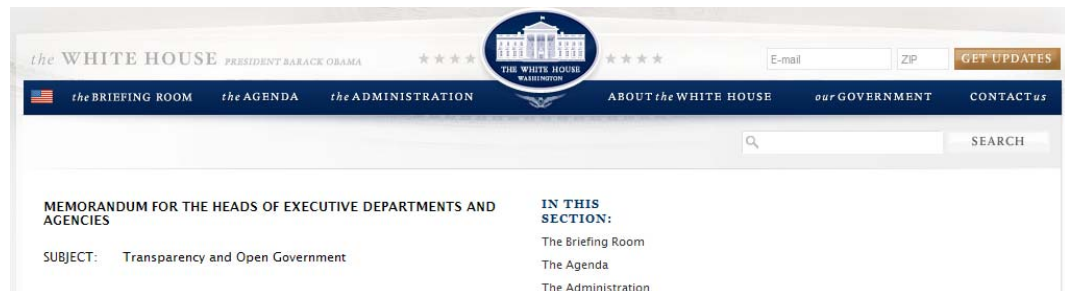 the WHITE HOUSE PRESIDENT BARACK OBAMA
THE WHITE HOUSE
WASHINGTON
E-mail
ZIP
GET UPDATES
the BRIEFING ROOM
the AGENDA
the ADMINISTRATION
ABOUT the WHITE HOUSE
our GOVERNMENT
CONTACT us
SEARCH
MEMORANDUM FOR THE HEADS OF EXECUTIVE DEPARTMENTS AND
AGENCIES
SUBJECT: Transparency and Open Government
IN THIS
SECTION:
The Briefing Room
The Agenda
The Administration